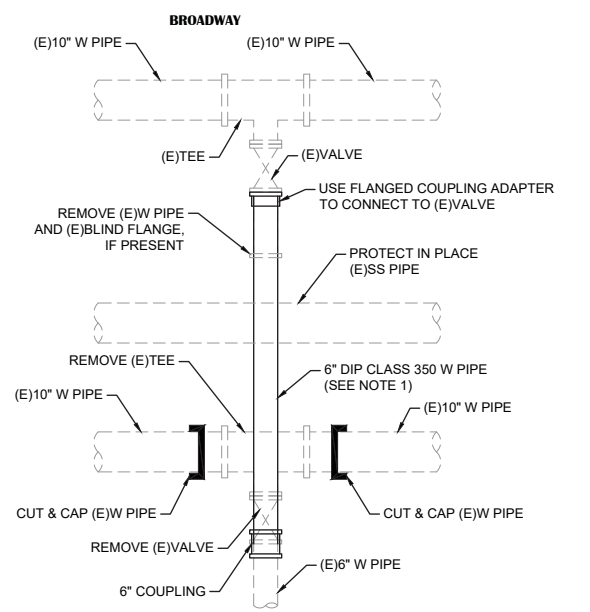 BROADWAY
(E)10" W PIPE
(E)10" W PIPE
(E)TEE
(E)VALVE
USE FLANGED COUPLING ADAPTER
TO CONNECT TO (E)VALVE
REMOVE (E)W PIPE
AND (E)BLIND FLANGE,
IF PRESENT
PROTECT IN PLACE
(E)SS PIPE
REMOVE (E)TEE
6" DIP CLASS 350 W PIPE
(SEE NOTE 1)
(E)10" W PIPE
(E)10" W PIPE
CUT & CAP (E)W PIPE
CUT & CAP (E)W PIPE
REMOVE (E)VALVE
(E)6" W PIPE
6" COUPLING